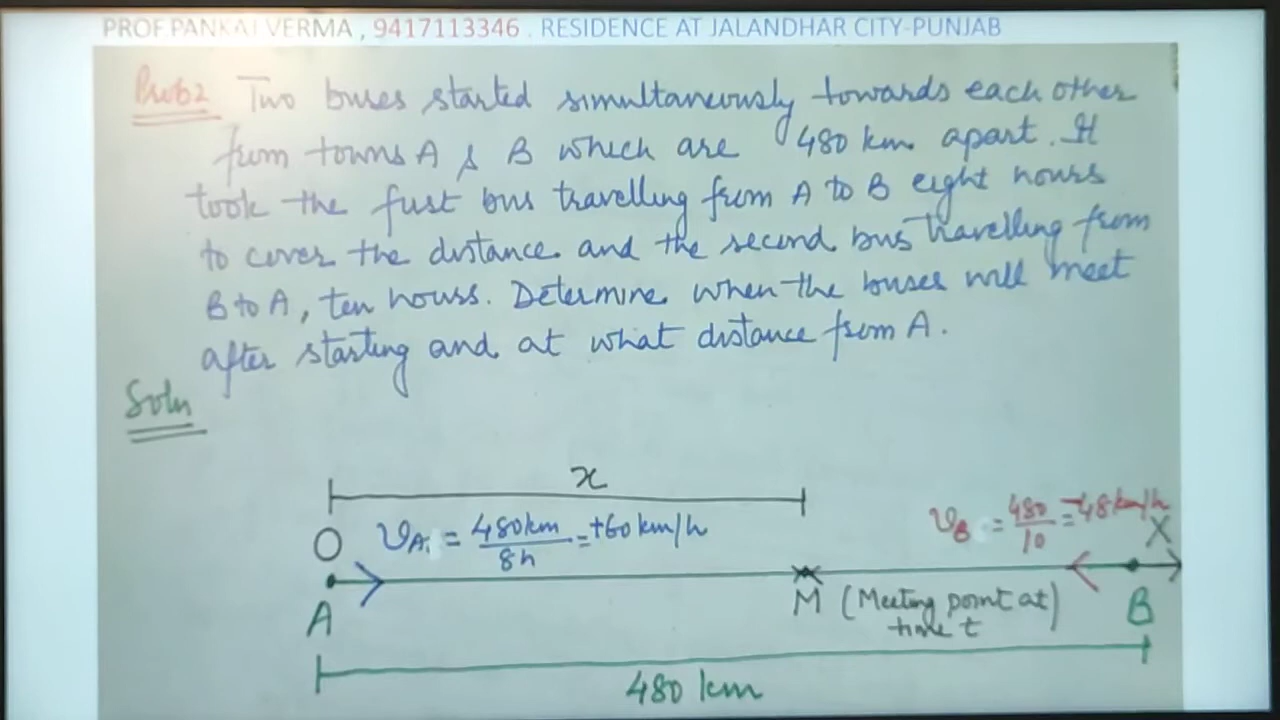 PROF PANKAJ VERMA , 9417113346 . RESIDENCE AT JALANDHAR CITY-PUNJAB
Prob2 Two buses started simultaneously towards each other
from towns A & B which are 480 km apart. It
took the first bus travelling from A to B eight hours
to cover the distance and the second bus travelling from
B to A, ten hours. Determine when the buses will meet
after starting and at what distance from A.
Soln
x
O v_A = 480km / 8h = +60 km/h v_B = 480 / 10 = -48 km/h X
A M (Meeting point at time t) B
480 km